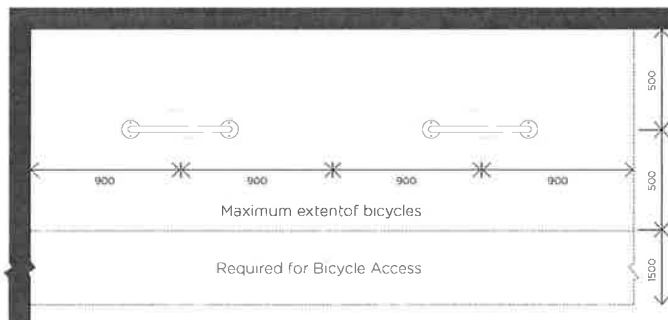 500
900 900 900 900
500
Maximum extentof bicycles
Required for Bicycle Access
1500